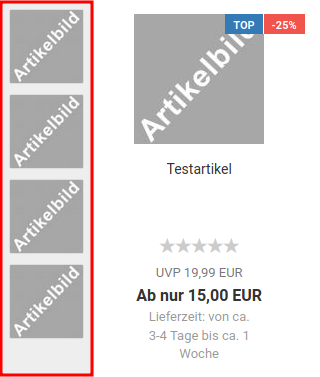 Artikelbild
Artikelbild
Artikelbild
Artikelbild
Artikelbild
TOP
-25%
Testartikel
UVP 19,99 EUR
Ab nur 15,00 EUR
Lieferzeit: von ca.
3-4 Tage bis ca. 1
Woche